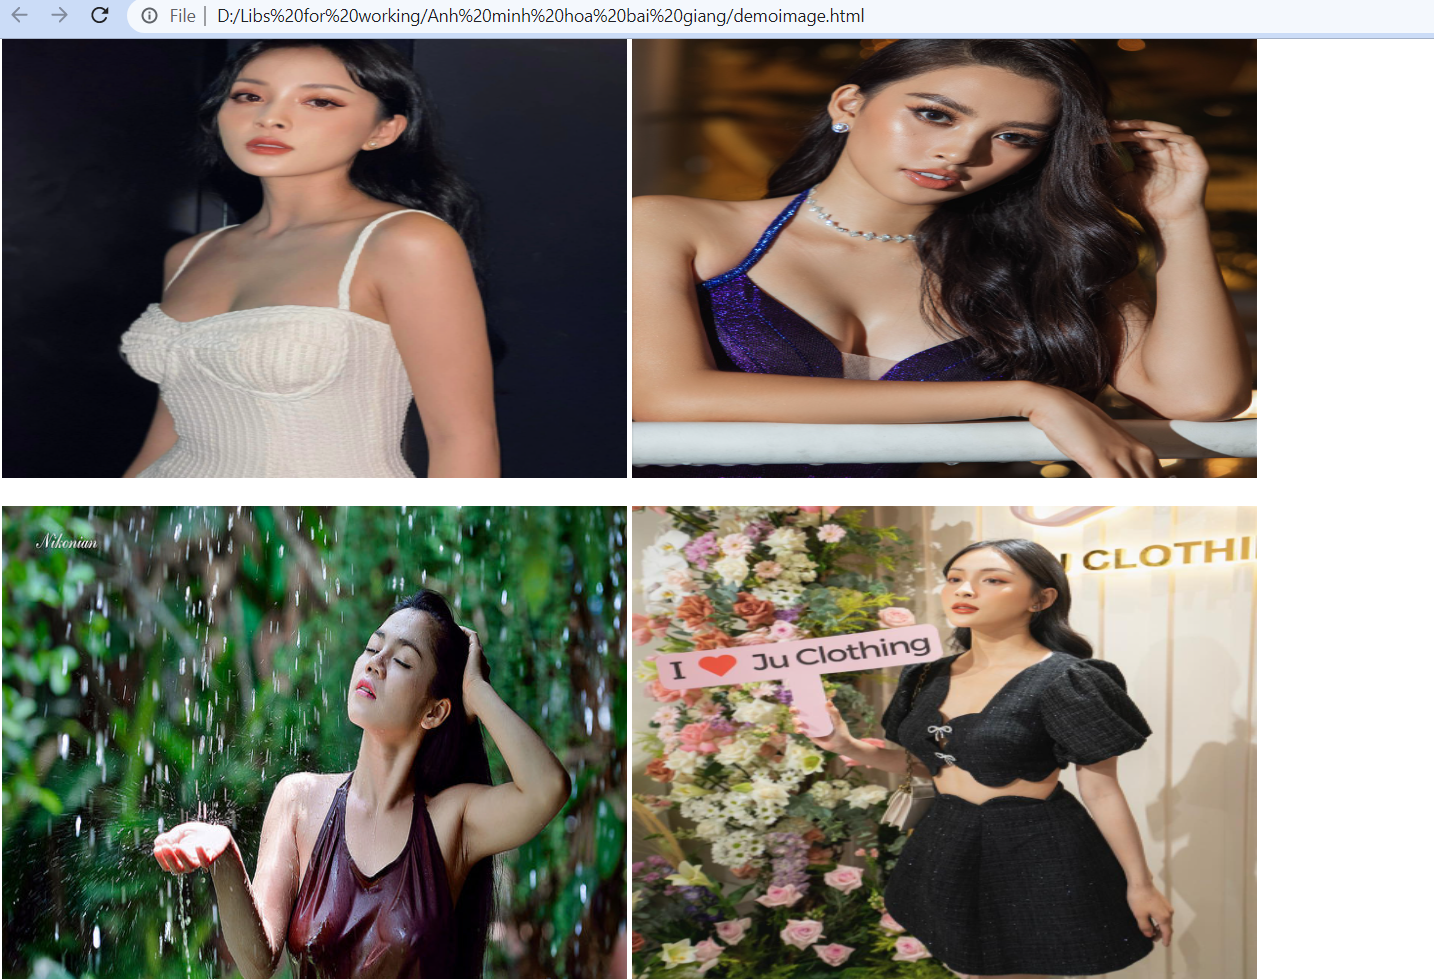 File | D:/Libs%20for%20working/Anh%20minh%20hoa%20bai%20giang/demoimage.html
Nikonian
U CLOTHI
I ❤ Ju Clothing